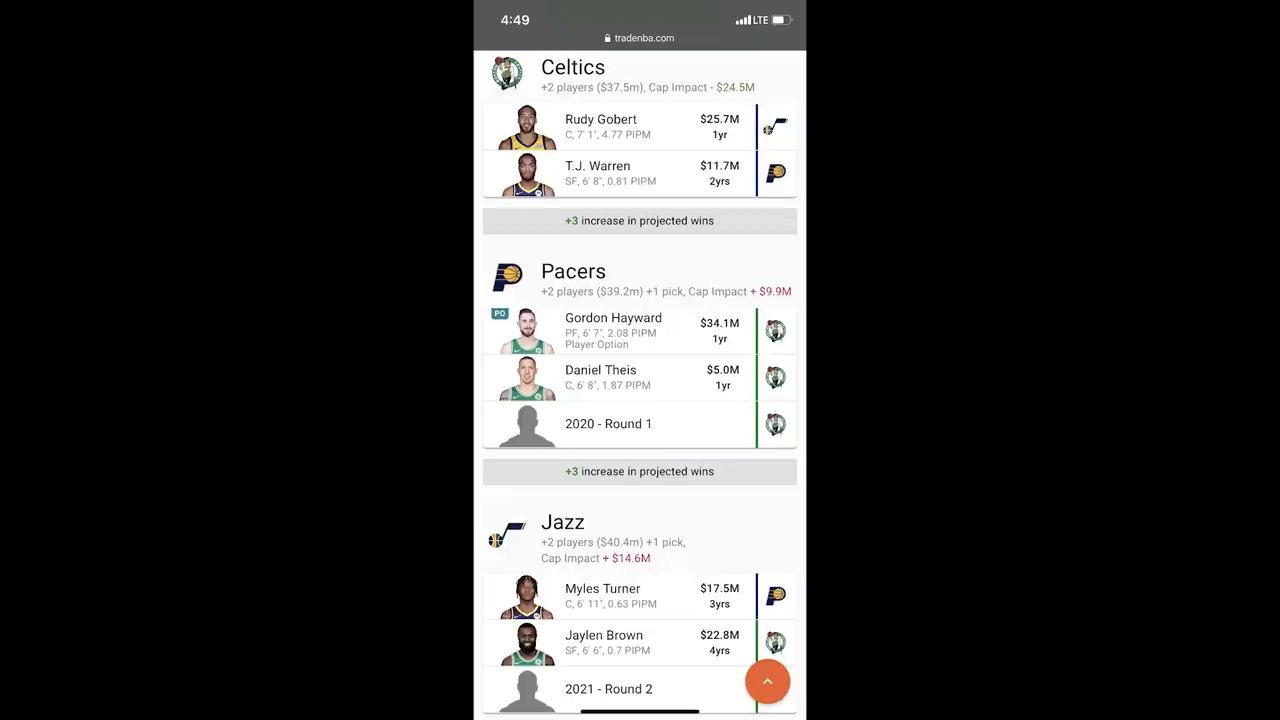 4:49
LTE
tradenba.com
Celtics
+2 players ($37.5m), Cap Impact - $24.5M
Rudy Gobert
$25.7M
C, 7' 1", 4.77 PIPM
1yr
T.J. Warren
$11.7M
SF, 6' 8", 0.81 PIPM
2yrs
+3 increase in projected wins
Pacers
+2 players ($39.2m) +1 pick, Cap Impact + $9.9M
PO
Gordon Hayward
$34.1M
PF, 6' 7", 2.08 PIPM
1yr
Player Option
Daniel Theis
$5.0M
C, 6' 8", 1.87 PIPM
1yr
2020 - Round 1
+3 increase in projected wins
Jazz
+2 players ($40.4m) +1 pick,
Cap Impact + $14.6M
Myles Turner
$17.5M
C, 6' 11", 0.63 PIPM
3yrs
Jaylen Brown
$22.8M
SF, 6' 6", 0.7 PIPM
4yrs
2021 - Round 2